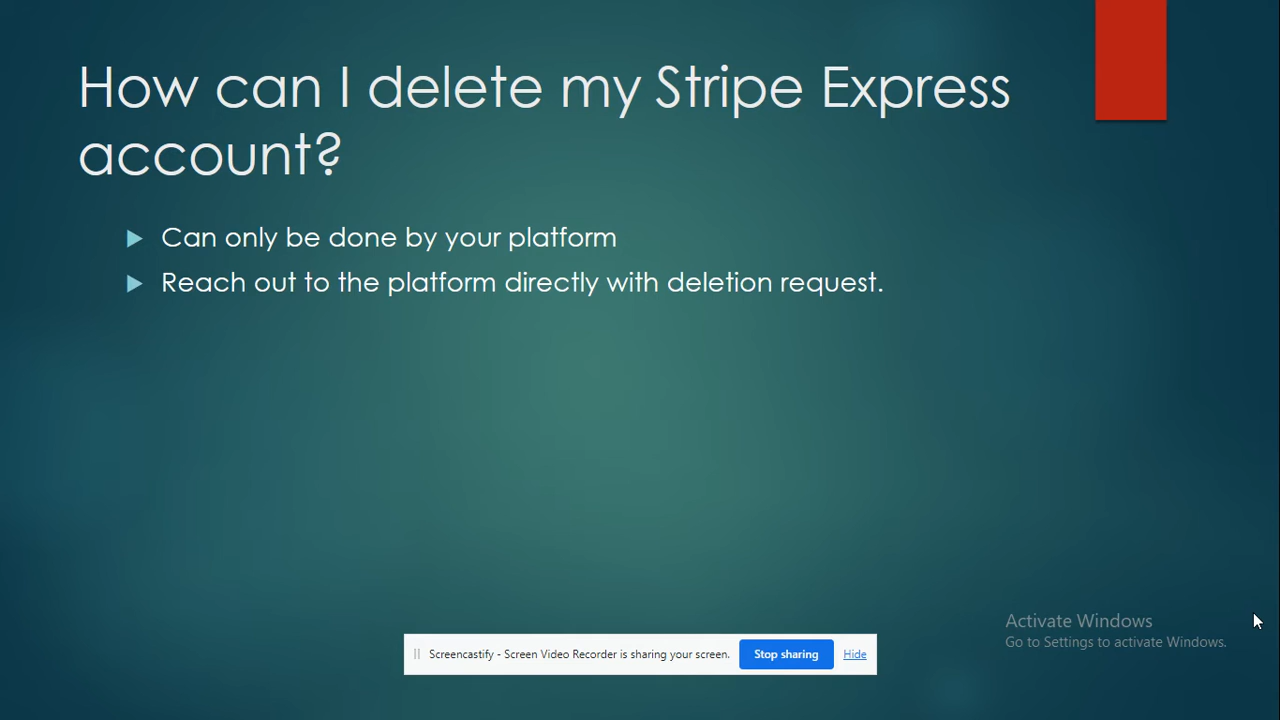 How can I delete my Stripe Express
account?
Can only be done by your platform
Reach out to the platform directly with deletion request.
Activate Windows
Go to Settings to activate Windows.
Screencastify - Screen Video Recorder is sharing your screen. Stop sharing Hide